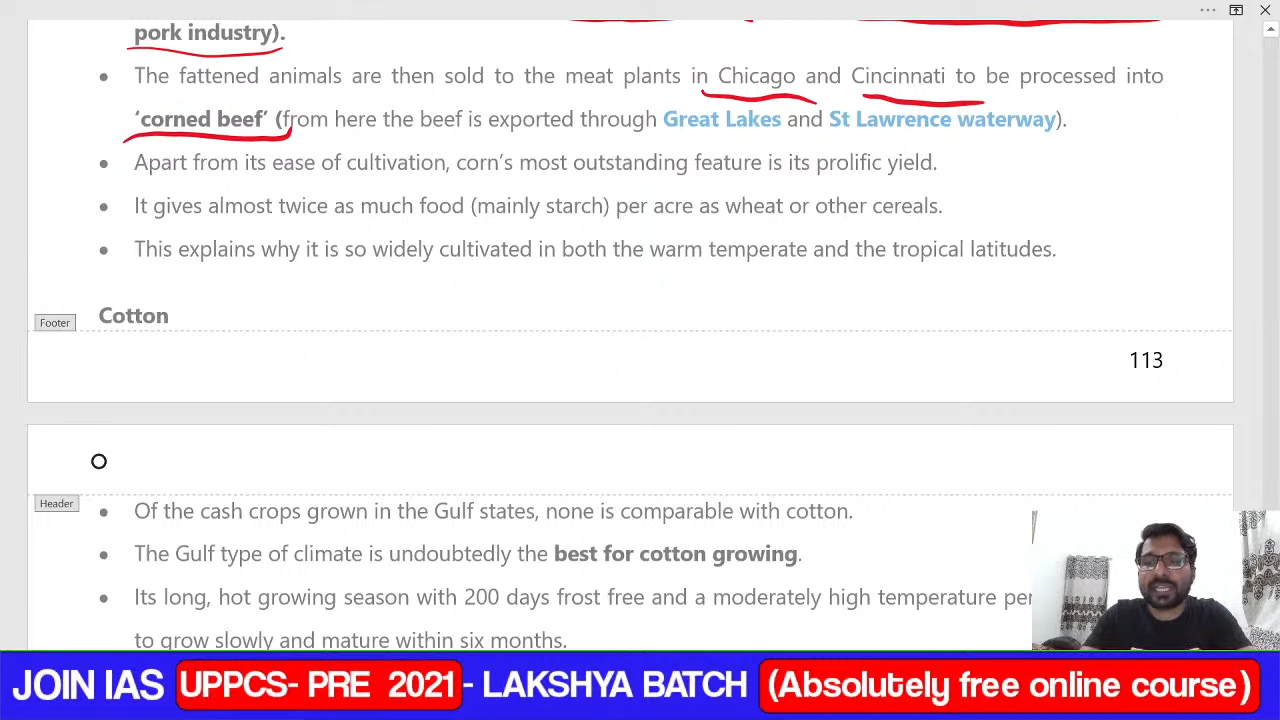 pork industry).
• The fattened animals are then sold to the meat plants in Chicago and Cincinnati to be processed into
‘corned beef’ (from here the beef is exported through Great Lakes and St Lawrence waterway).
• Apart from its ease of cultivation, corn’s most outstanding feature is its prolific yield.
• It gives almost twice as much food (mainly starch) per acre as wheat or other cereals.
• This explains why it is so widely cultivated in both the warm temperate and the tropical latitudes.
Cotton
Footer
113
Header
• Of the cash crops grown in the Gulf states, none is comparable with cotton.
• The Gulf type of climate is undoubtedly the best for cotton growing.
• Its long, hot growing season with 200 days frost free and a moderately high temperature
to grow slowly and mature within six months.
JOIN IAS UPPCS- PRE 2021 - LAKSHYA BATCH (Absolutely free online course)